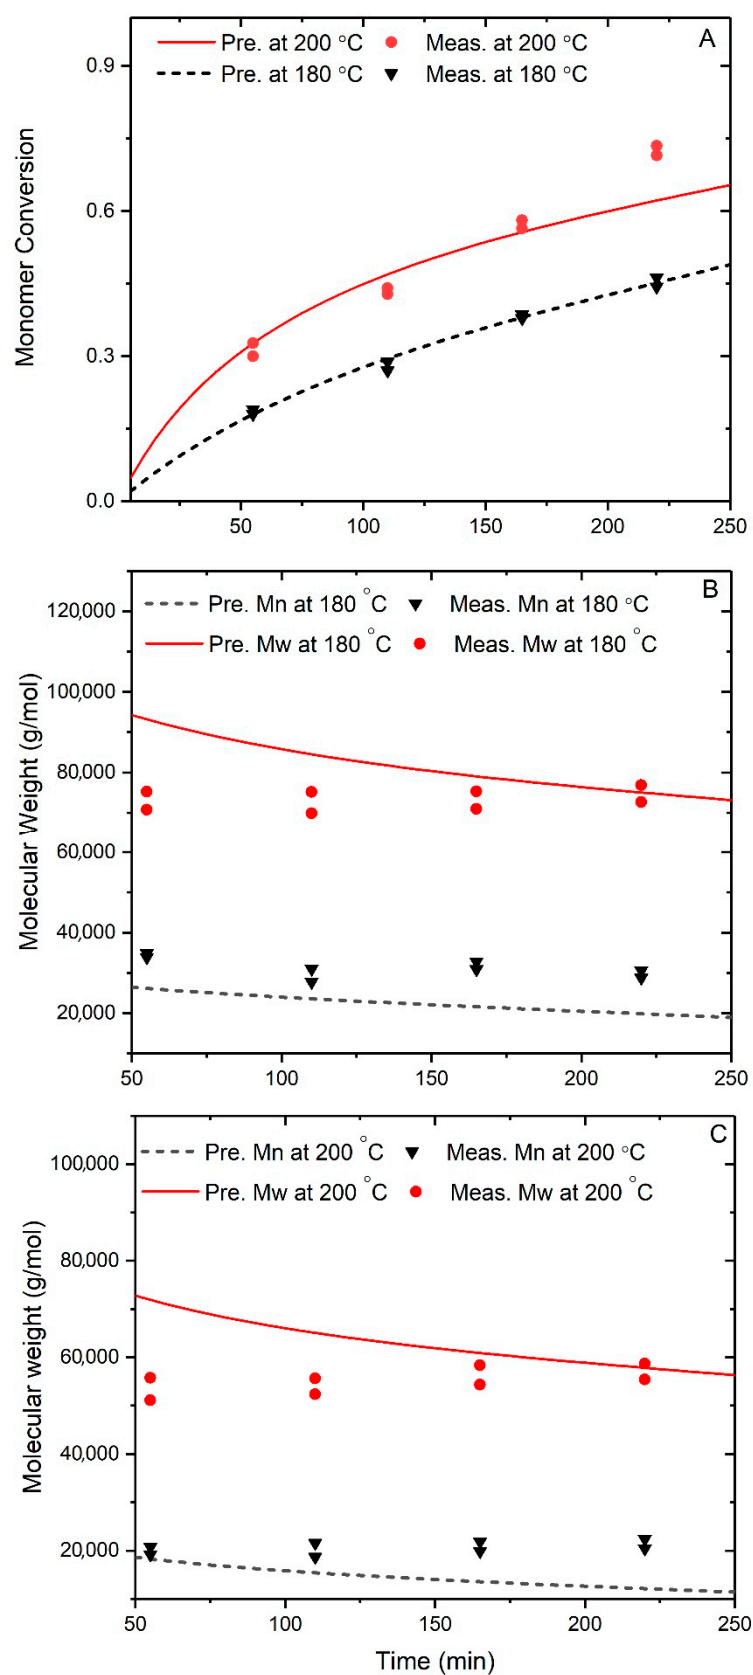 A
Pre. at 200 °C Meas. at 200 °C
Pre. at 180 °C Meas. at 180 °C
0.9
0.6
0.3
0.0
Monomer Conversion
50 100 150 200 250
B
Pre. Mn at 180 °C Meas. Mn at 180 °C
Pre. Mw at 180 °C Meas. Mw at 180 °C
120,000
100,000
80,000
60,000
40,000
20,000
Molecular Weight (g/mol)
50 100 150 200 250
C
Pre. Mn at 200 °C Meas. Mn at 200 °C
Pre. Mw at 200 °C Meas. Mw at 200 °C
100,000
80,000
60,000
40,000
20,000
Molecular weight (g/mol)
50 100 150 200 250
Time (min)